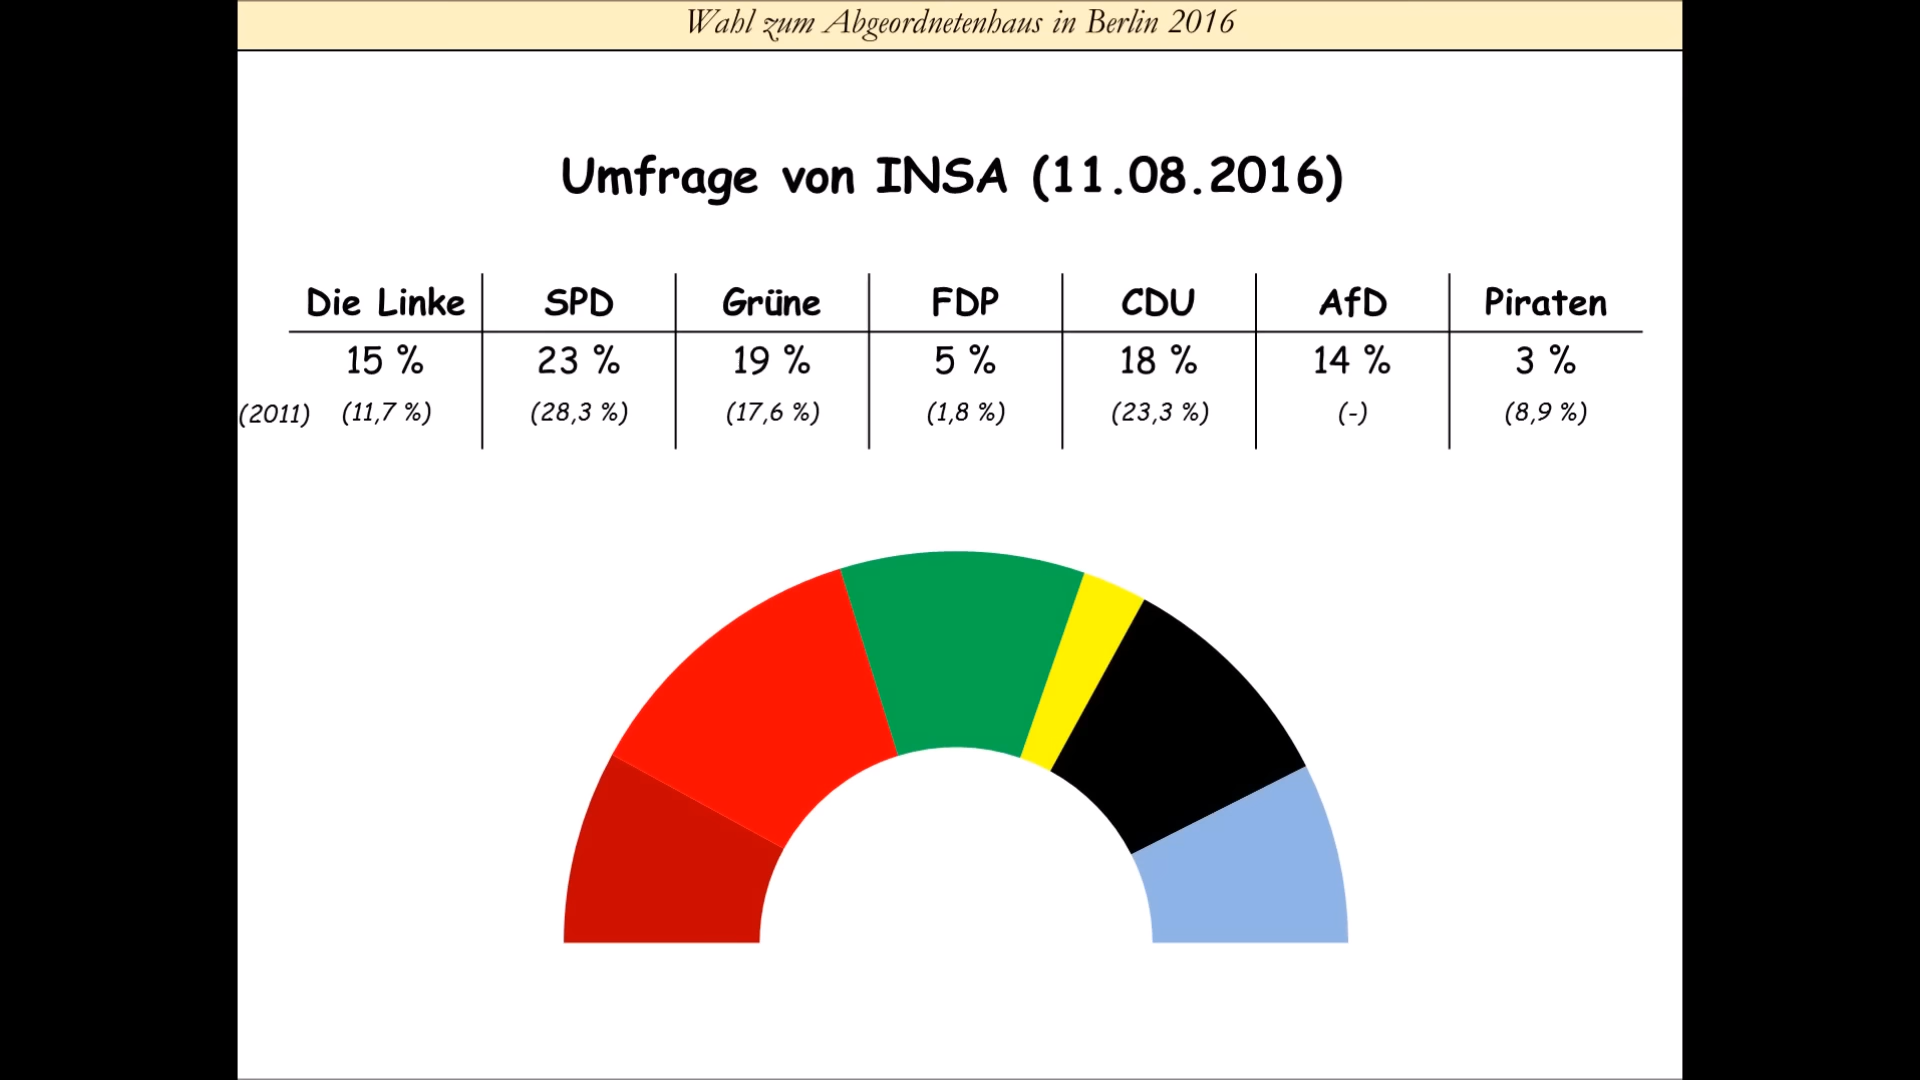 Wahl zum Abgeordnetenhaus in Berlin 2016
Umfrage von INSA (11.08.2016)
Die Linke SPD Grüne FDP CDU AfD Piraten
15 % 23 % 19 % 5 % 18 % 14 % 3 %
(2011) (11,7 %) (28,3 %) (17,6 %) (1,8 %) (23,3 %) (-) (8,9 %)